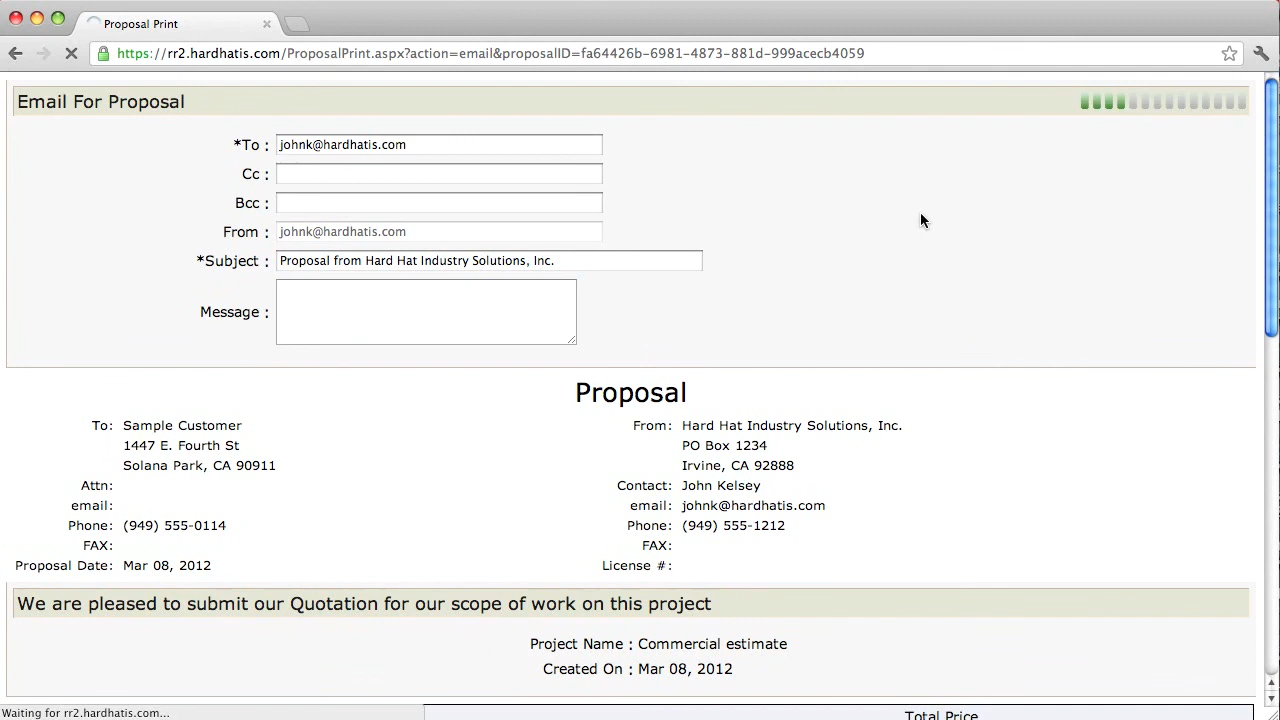 Proposal Print
https://rr2.hardhatis.com/ProposalPrint.aspx?action=email&proposalID=fa64426b-6981-4873-881d-999acecb4059
Email For Proposal
*To : johnk@hardhatis.com
Cc :
Bcc :
From : johnk@hardhatis.com
*Subject : Proposal from Hard Hat Industry Solutions, Inc.
Message :
Proposal
To: Sample Customer
1447 E. Fourth St
Solana Park, CA 90911
Attn:
email:
Phone: (949) 555-0114
FAX:
Proposal Date: Mar 08, 2012
From: Hard Hat Industry Solutions, Inc.
PO Box 1234
Irvine, CA 92888
Contact: John Kelsey
email: johnk@hardhatis.com
Phone: (949) 555-1212
FAX:
License #:
We are pleased to submit our Quotation for our scope of work on this project
Project Name : Commercial estimate
Created On : Mar 08, 2012
Total Price
Waiting for rr2.hardhatis.com...